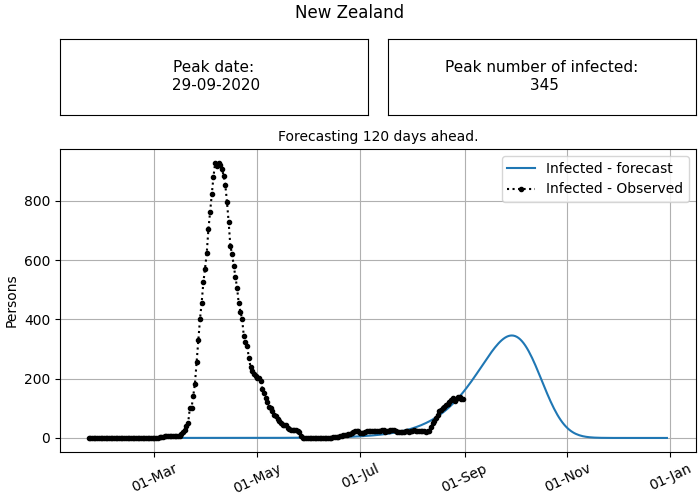 New Zealand
Peak date:
29-09-2020
Peak number of infected:
345
Forecasting 120 days ahead.
Infected - forecast
Infected - Observed
Persons
800
600
400
200
0
01-Mar
01-May
01-Jul
01-Sep
01-Nov
01-Jan